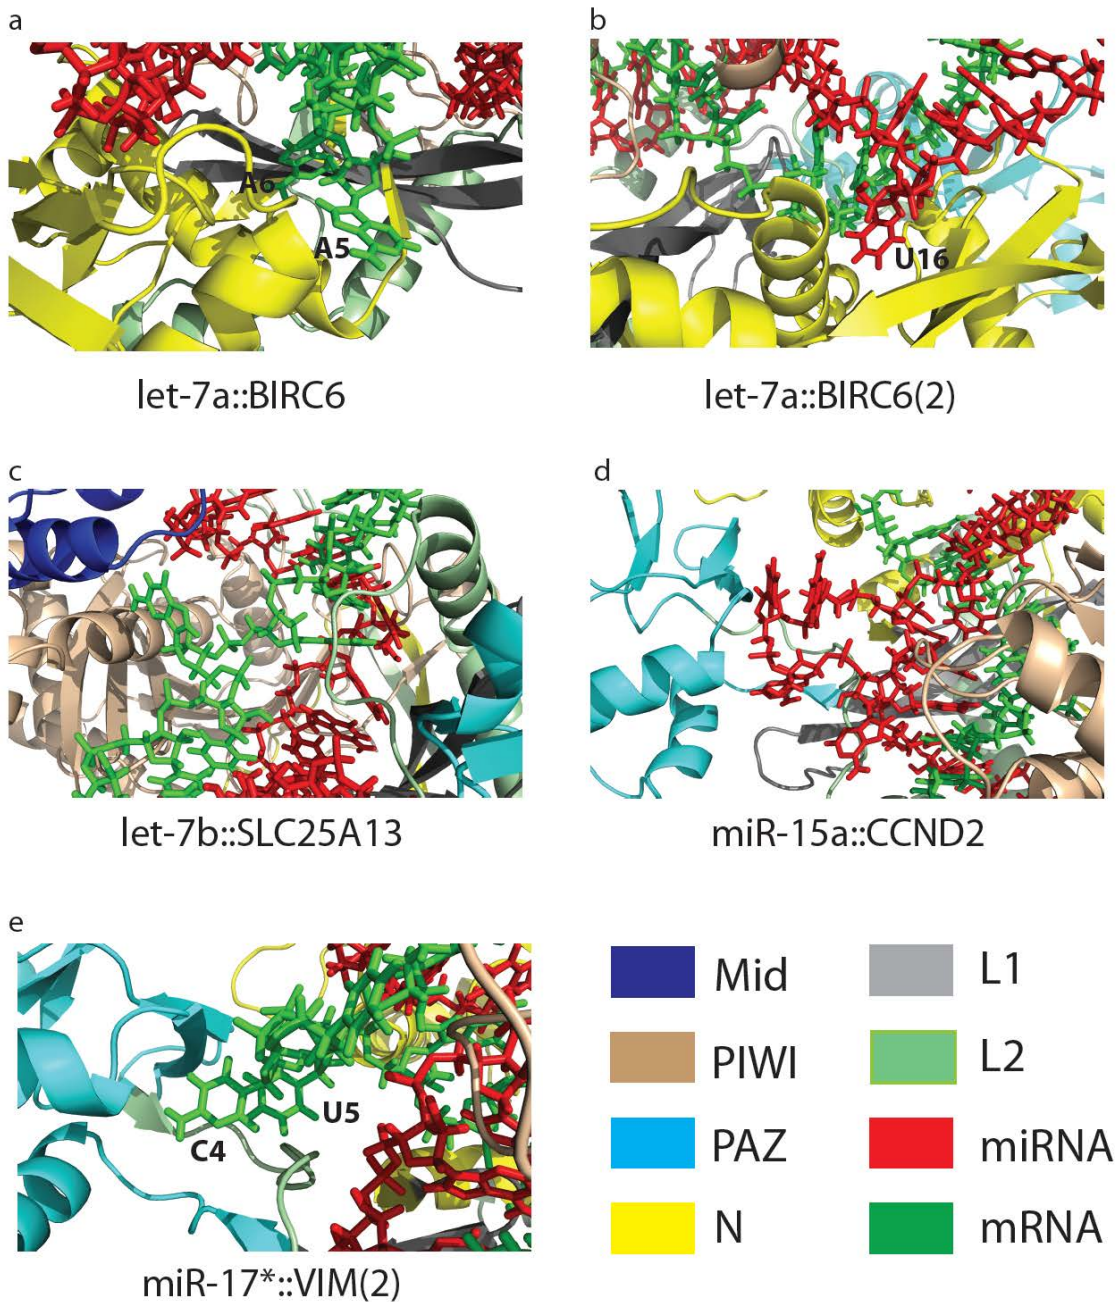 a
b
A6
A5
U16
let-7a::BIRC6
let-7a::BIRC6(2)
c
d
let-7b::SLC25A13
miR-15a::CCND2
e
U5
C4
miR-17*::VIM(2)
Mid
L1
PIWI
L2
PAZ
miRNA
N
mRNA